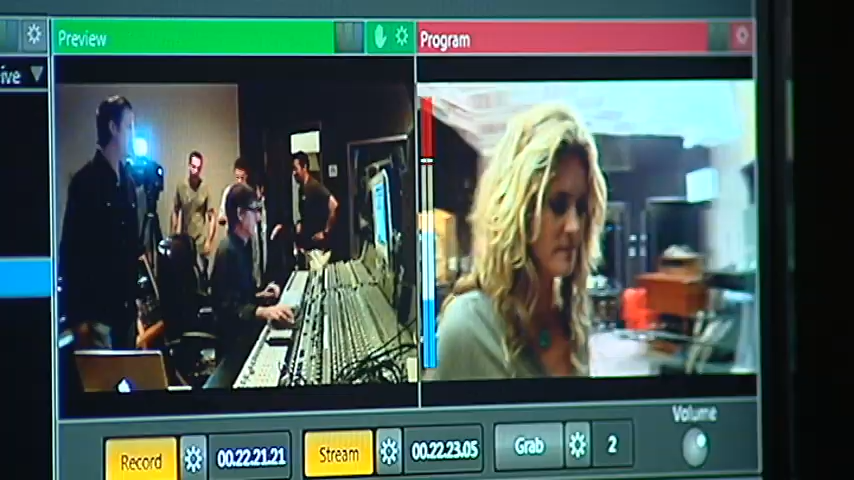 Preview
Program
ive
Record
00.22.21.21
Stream
00.22.23.05
Grab
2
Volume